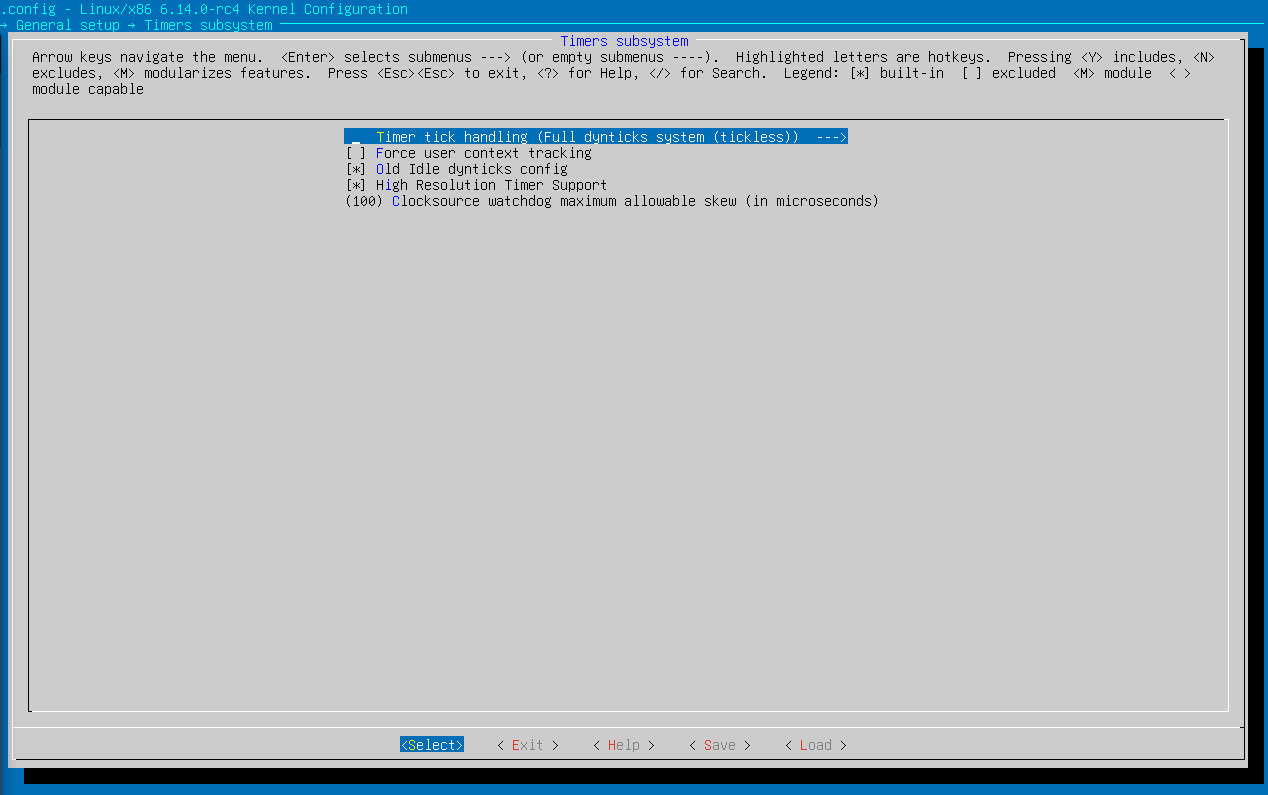 .config - Linux/x86 6.14.0-rc4 Kernel Configuration
→ General setup → Timers subsystem
Timers subsystem
Arrow keys navigate the menu.  <Enter> selects submenus ---> (or empty submenus ----).  Highlighted letters are hotkeys.  Pressing <Y> includes, <N>
excludes, <M> modularizes features.  Press <Esc><Esc> to exit, <?> for Help, </> for Search.  Legend: [*] built-in  [ ] excluded  <M> module  < >
module capable
Timer tick handling (Full dynticks system (tickless))  --->
[ ] Force user context tracking
[*] Old Idle dynticks config
[*] High Resolution Timer Support
(100) Clocksource watchdog maximum allowable skew (in microseconds)
<Select>    < Exit >    < Help >    < Save >    < Load >